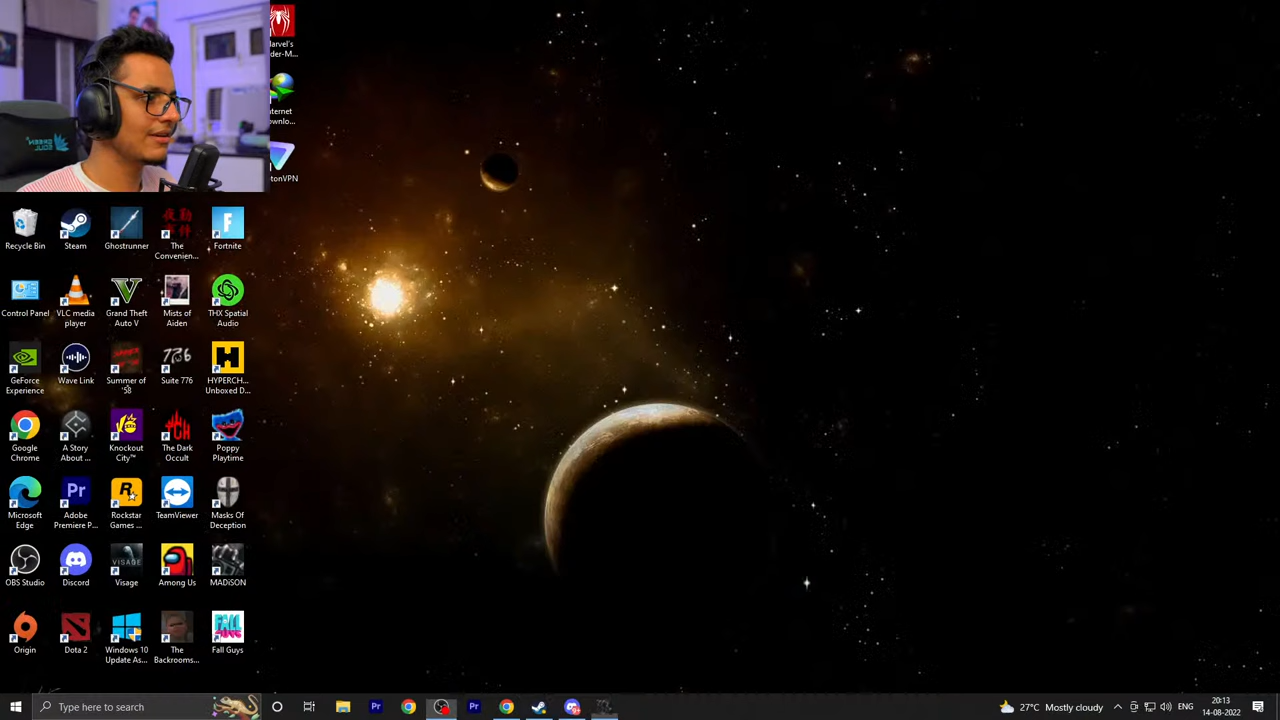 Marvel's
der-M...
nternet
ownlo...
otonVPN
Recycle Bin
Steam
Ghostrunner
The
Convenien...
Fortnite
Control Panel
VLC media
player
Grand Theft
Auto V
Mists of
Aiden
THX Spatial
Audio
GeForce
Experience
Wave Link
Summer of
'58
Suite 776
HYPERCH...
Unboxed D...
Google
Chrome
A Story
About ...
Knockout
City™
The Dark
Occult
Poppy
Playtime
Microsoft
Edge
Adobe
Premiere P...
Rockstar
Games ...
TeamViewer
Masks Of
Deception
OBS Studio
Discord
Visage
Among Us
MADiSON
Origin
Dota 2
Windows 10
Update As...
The
Backrooms...
Fall Guys
Type here to search
27°C Mostly cloudy
ENG
20:13
14-08-2022